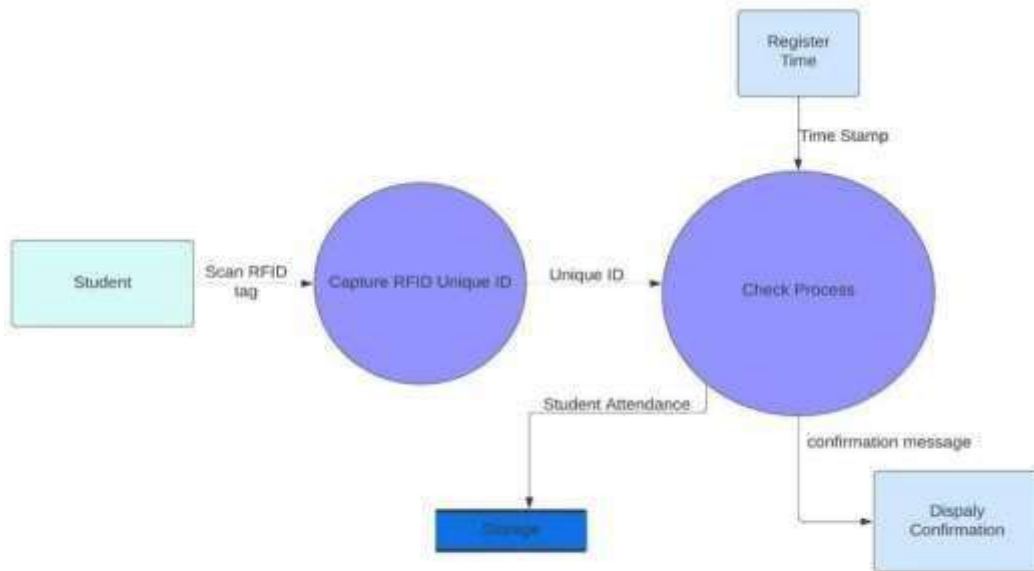 Register
Time
Time Stamp
Student
Scan RFID
tag
Capture RFID Unique ID
Unique ID
Check Process
Student Attendance
confirmation message
Storage
Dispaly
Confirmation